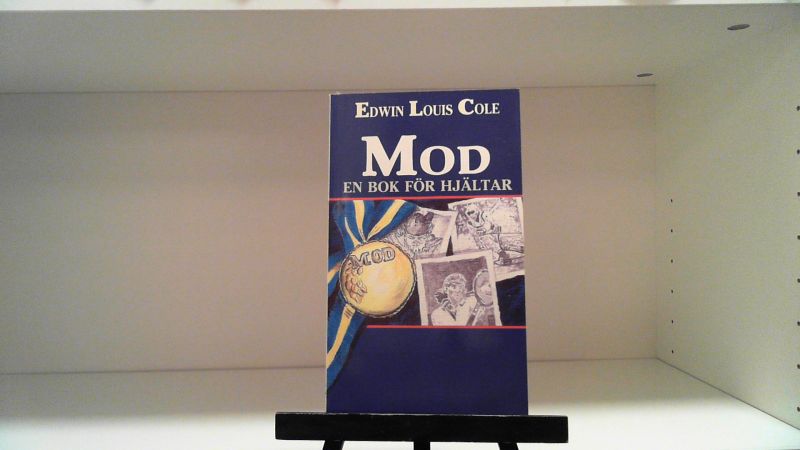 EDWIN LOUIS COLE
MOD
EN BOK FÖR HJÄLTAR
MOD